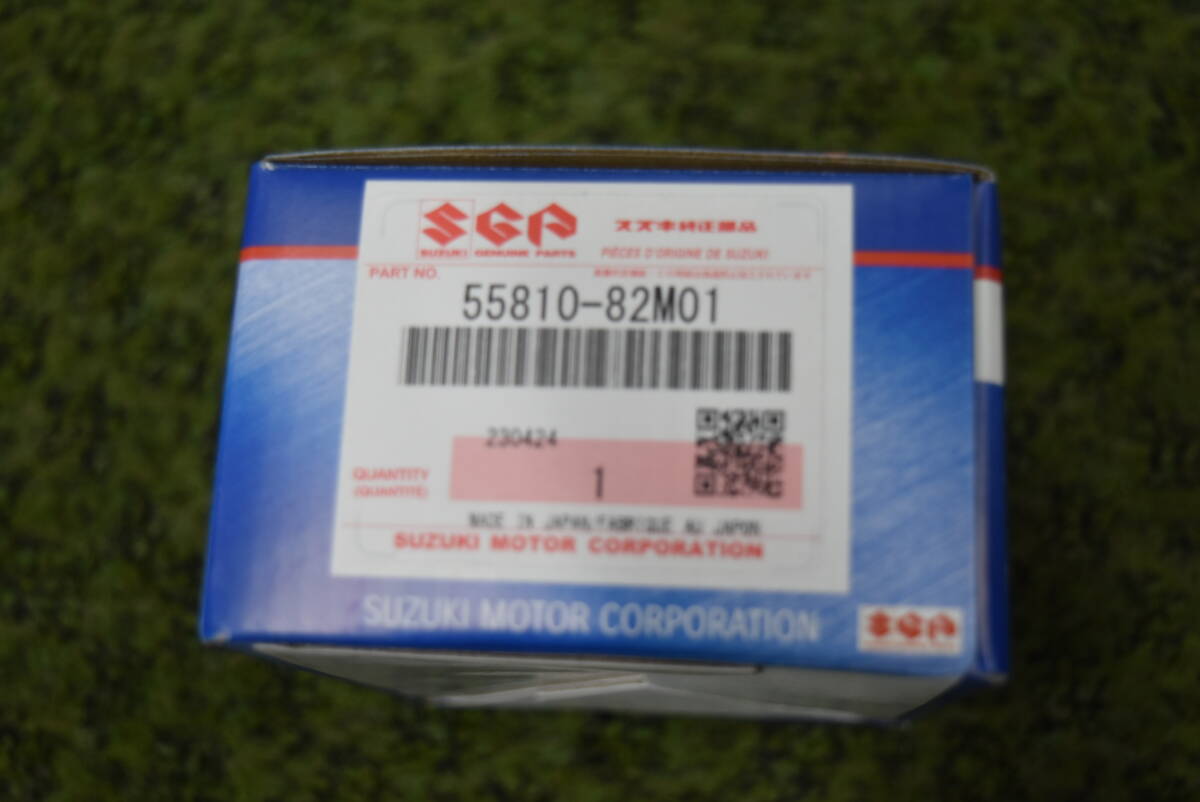 SGP
スズキ純正部品
SUZUKI GENUINE PARTS
PIÈCES D'ORIGINE DE SUZUKI
PART NO.
55810-82M01
230424
QUANTITY
(QUANTITÉ)
1
MADE IN JAPAN/FABRIQUE AU JAPON
SUZUKI MOTOR CORPORATION
SUZUKI MOTOR CORPORATION
SGP